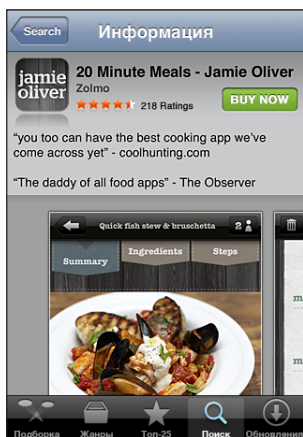 Search
Информация
jamie
oliver
20 Minute Meals - Jamie Oliver
Zolmo
218 Ratings
BUY NOW
“you too can have the best cooking app we’ve
come across yet” - coolhunting.com
“The daddy of all food apps” - The Observer
Quick fish stew & bruschetta
2
Summary
Ingredients
Steps
m
m
Подборка
Жанры
Топ-25
Поиск
Обновления